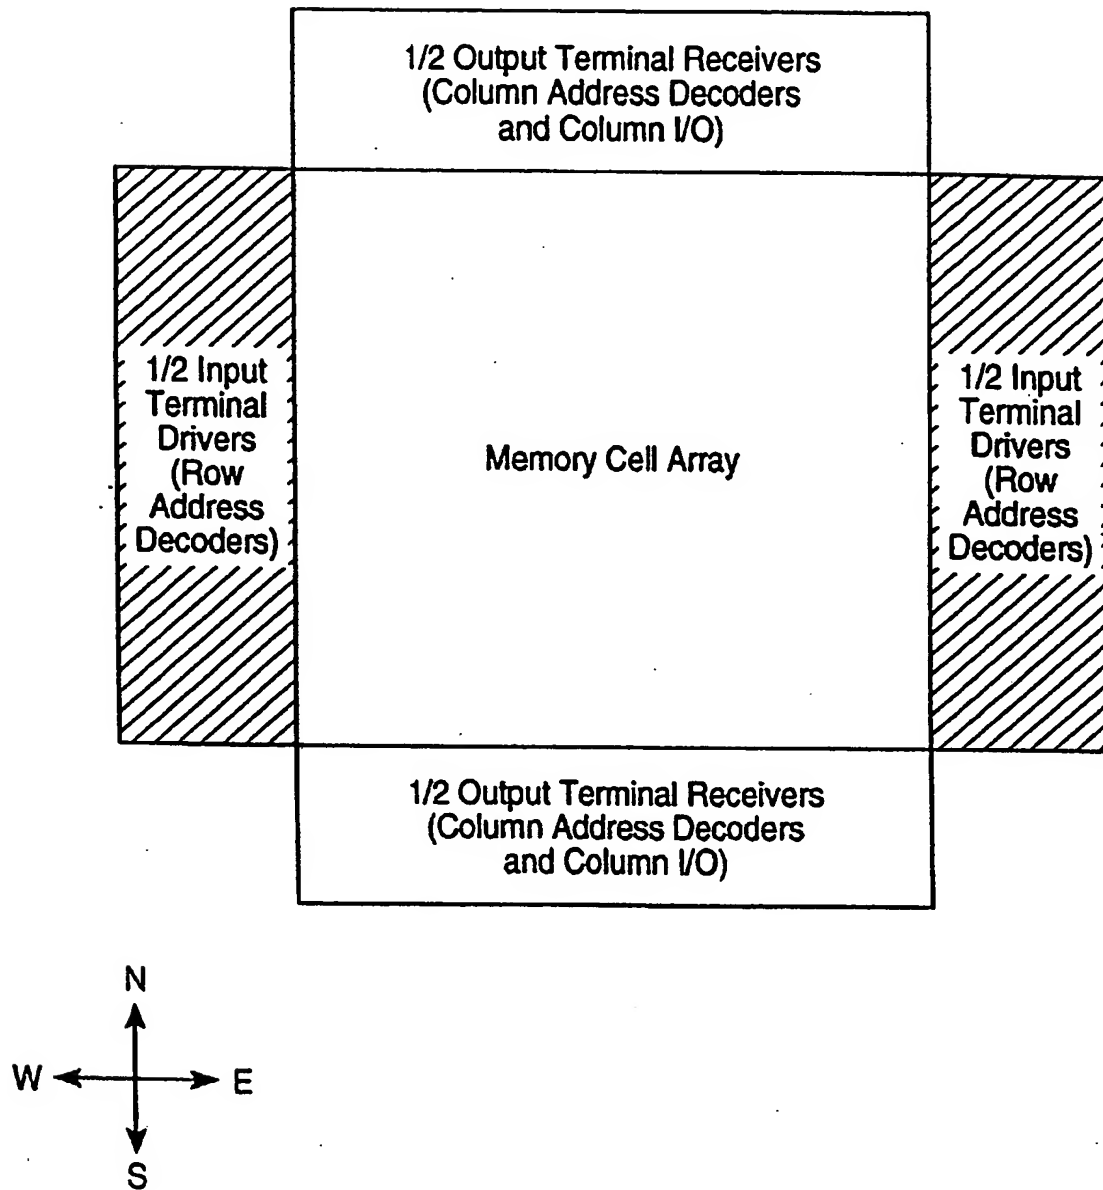 1/2 Output Terminal Receivers
(Column Address Decoders
and Column I/O)
1/2 Input
Terminal
Drivers
(Row
Address
Decoders)
Memory Cell Array
1/2 Input
Terminal
Drivers
(Row
Address
Decoders)
1/2 Output Terminal Receivers
(Column Address Decoders
and Column I/O)
N
W
E
S